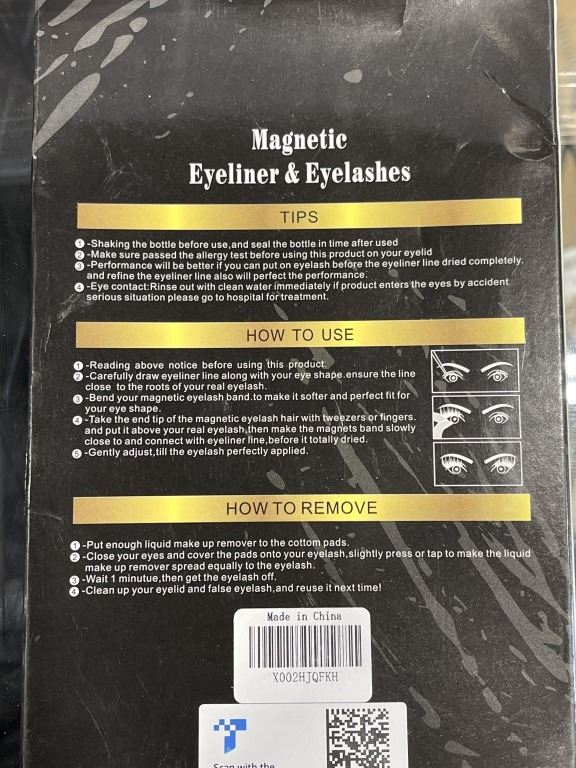 Magnetic
Eyeliner & Eyelashes
TIPS
1 -Shaking the bottle before use,and seal the bottle in time after used
2 -Make sure passed the allergy test before using this product on your eyelid
3 -Performance will be better if you can put on eyelash before the eyeliner line dried completely.
and refine the eyeliner line also will perfect the performance.
4 -Eye contact:Rinse out with clean water immediately if product enters the eyes by accident
serious situation please go to hospital for treatment.
HOW TO USE
1 -Reading above notice before using this product.
2 -Carefully draw eyeliner line along with your eye shape.ensure the line
close to the roots of your real eyelash.
3 -Bend your magnetic eyelash band.to make it softer and perfect fit for
your eye shape.
4 -Take the end tip of the magnetic eyelash hair with tweezers or fingers.
and put it above your real eyelash,then make the magnets band slowly
close to and connect with eyeliner line,before it totally dried.
5 -Gently adjust,till the eyelash perfectly applied.
HOW TO REMOVE
1 -Put enough liquid make up remover to the cottom pads.
2 -Close your eyes and cover the pads onto your eyelash,slightly press or tap to make the liquid
make up remover spread equally to the eyelash.
3 -Wait 1 minutue,then get the eyelash off.
4 -Clean up your eyelid and false eyelash,and reuse it next time!
Made in China
X002HJQFKH
Scan with the